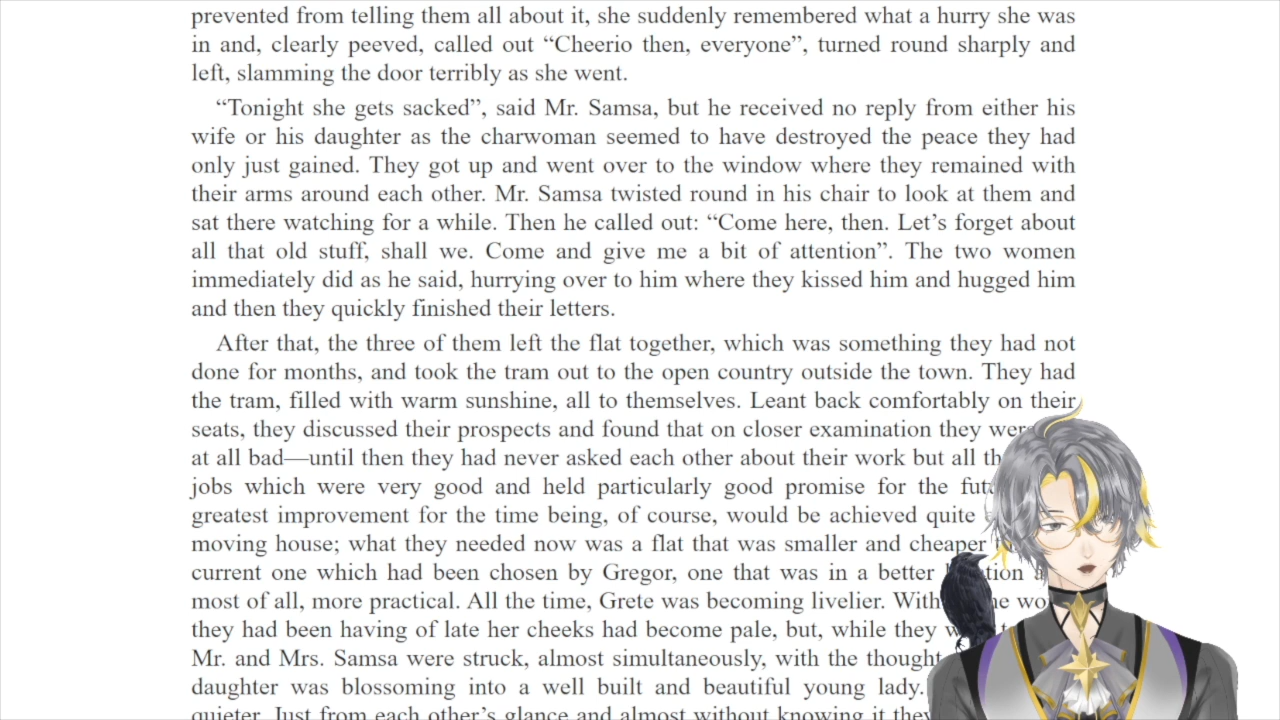 prevented from telling them all about it, she suddenly remembered what a hurry she was
in and, clearly peeved, called out “Cheerio then, everyone”, turned round sharply and
left, slamming the door terribly as she went.
“Tonight she gets sacked”, said Mr. Samsa, but he received no reply from either his
wife or his daughter as the charwoman seemed to have destroyed the peace they had
only just gained. They got up and went over to the window where they remained with
their arms around each other. Mr. Samsa twisted round in his chair to look at them and
sat there watching for a while. Then he called out: “Come here, then. Let’s forget about
all that old stuff, shall we. Come and give me a bit of attention”. The two women
immediately did as he said, hurrying over to him where they kissed him and hugged him
and then they quickly finished their letters.
After that, the three of them left the flat together, which was something they had not
done for months, and took the tram out to the open country outside the town. They had
the tram, filled with warm sunshine, all to themselves. Leant back comfortably on their
seats, they discussed their prospects and found that on closer examination they
at all bad—until then they had never asked each other about their work but all
jobs which were very good and held particularly good promise for the
greatest improvement for the time being, of course, would be achieved quite
moving house; what they needed now was a flat that was smaller and cheaper
current one which had been chosen by Gregor, one that was in a better
most of all, more practical. All the time, Grete was becoming livelier.
they had been having of late her cheeks had become pale, but, while they
Mr. and Mrs. Samsa were struck, almost simultaneously, with the thought
daughter was blossoming into a well built and beautiful young lady.
quieter. Just from each other’s glance and almost without knowing it they